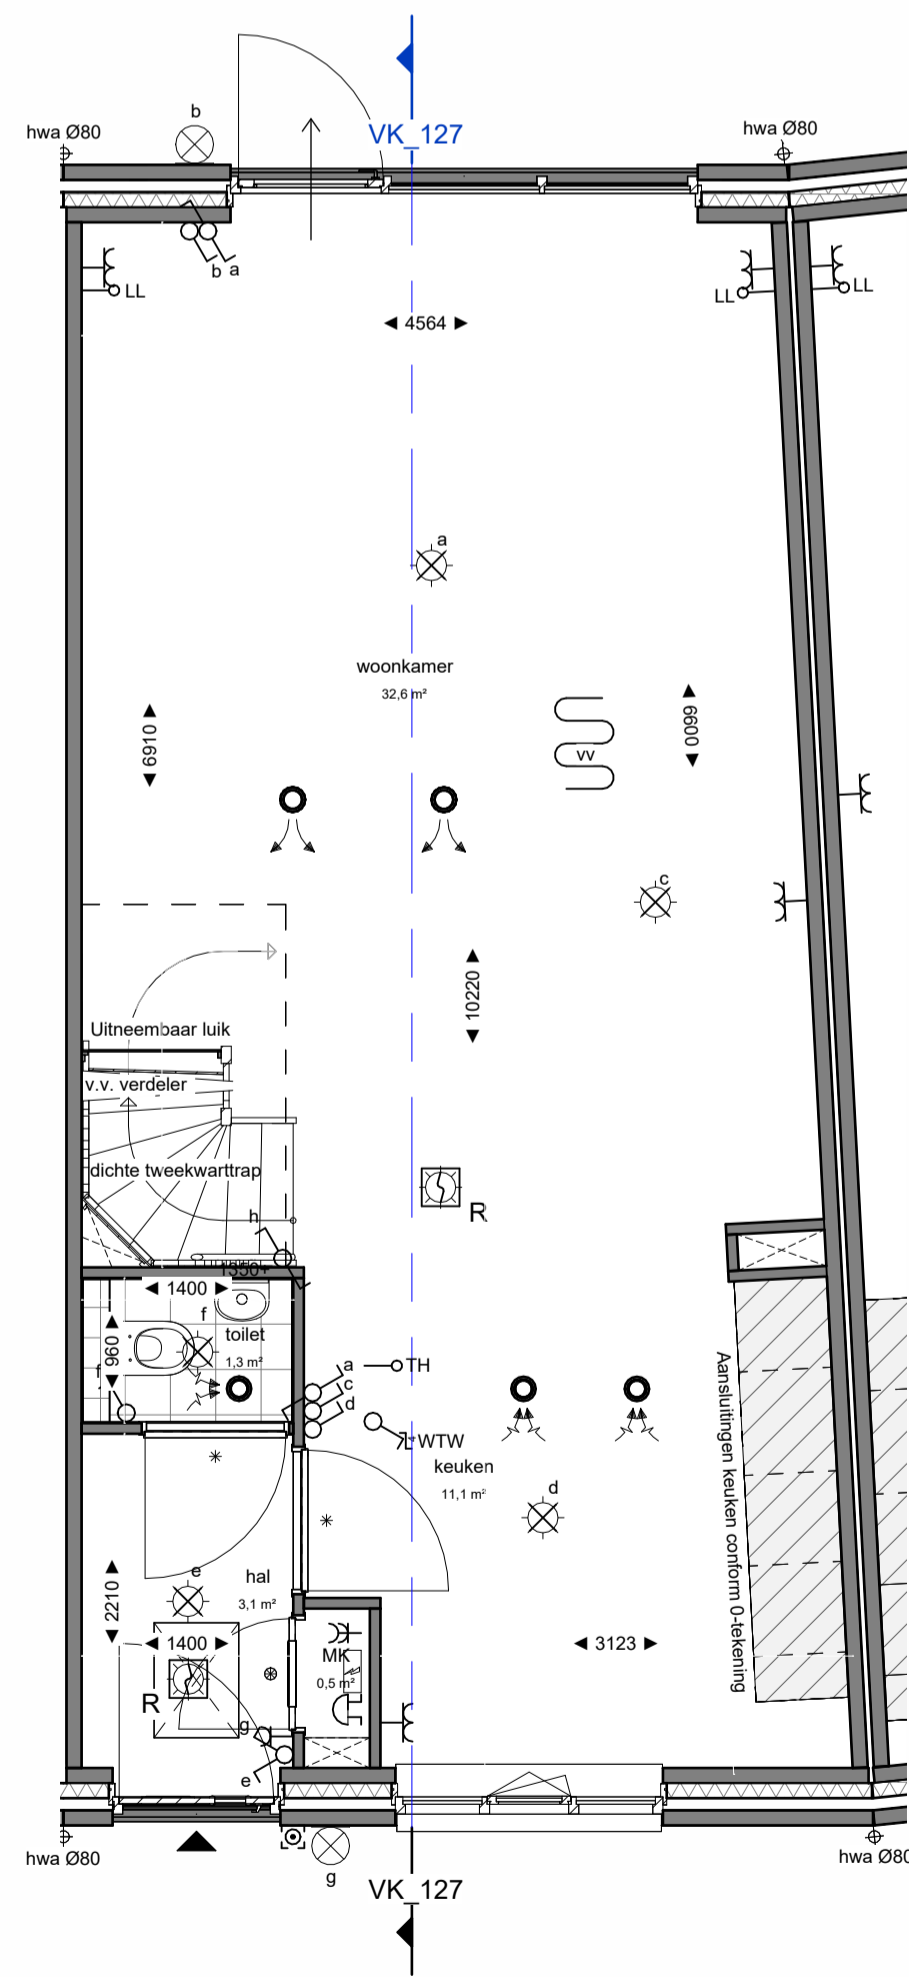 b
VK_127
hwa Ø80
hwa Ø80
b a
LL
LL
LL
4564
a
woonkamer
32,6 m²
6910
6600
vv
c
10220
Uitneembaar luik
v.v. verdeler
dichte tweekwarttrap
h
R
1350+
1400
f
toilet
960
1,3 m²
f
a
TH
c
d
WTW
keuken
11,1 m²
d
Aansluitingen keuken conform 0-tekening
e
hal
3,1 m²
2210
1400
3123
MK
0,5 m²
R
g
e
hwa Ø80
g
hwa Ø80
VK_127